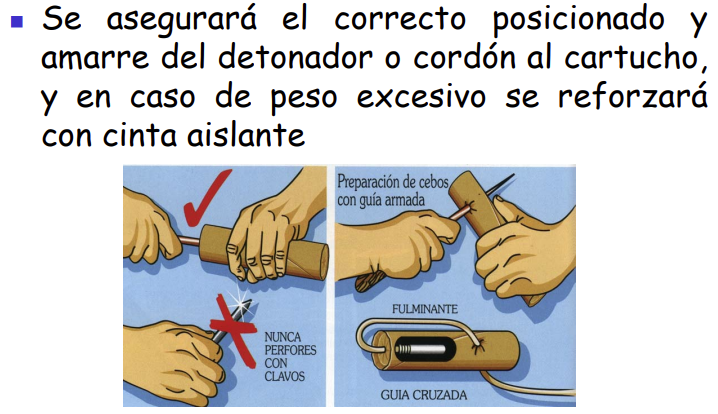 Se asegurará el correcto posicionado y
amarre del detonador o cordón al cartucho,
y en caso de peso excesivo se reforzará
con cinta aislante
Preparación de cebos
con guía armada
NUNCA
PERFORES
CON
CLAVOS
FULMINANTE
GUIA CRUZADA